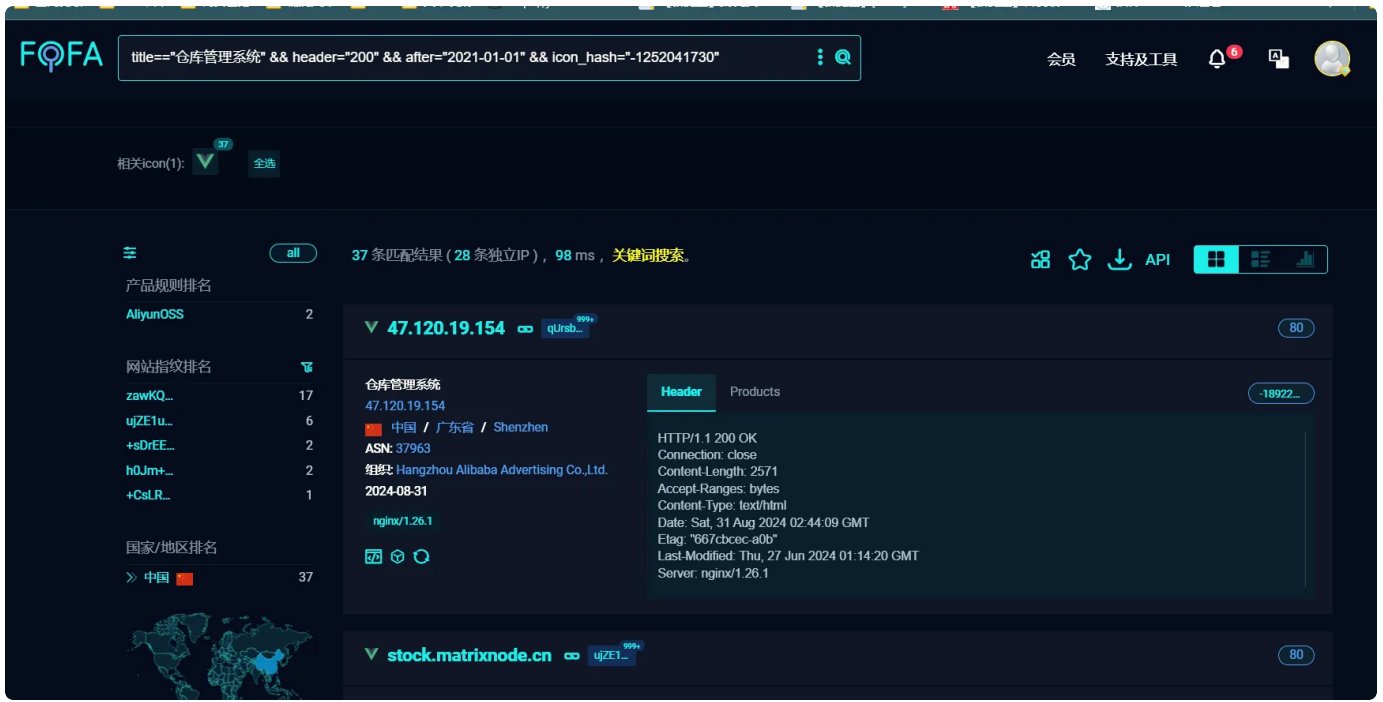 FOFA
title=="仓库管理系统" && header="200" && after="2021-01-01" && icon_hash="-1252041730"
会员
支持及工具
6
A
相关icon(1):
37
全选
all
37 条匹配结果 ( 28 条独立IP ) ，98 ms ，关键词搜索。
API
产品规则排名
AliyunOSS 2
网站指纹排名
zawKQ... 17
ujZE1u... 6
+sDrEE... 2
h0Jm+... 2
+CsLR... 1
国家/地区排名
中国 37
47.120.19.154
qUrsb...
999+
80
仓库管理系统
47.120.19.154
中国 / 广东省 / Shenzhen
ASN: 37963
组织: Hangzhou Alibaba Advertising Co.,Ltd.
2024-08-31
nginx/1.26.1
Header
Products
-18922...
HTTP/1.1 200 OK
Connection: close
Content-Length: 2571
Accept-Ranges: bytes
Content-Type: text/html
Date: Sat, 31 Aug 2024 02:44:09 GMT
Etag: "667cbcec-a0b"
Last-Modified: Thu, 27 Jun 2024 01:14:20 GMT
Server: nginx/1.26.1
stock.matrixnode.cn
ujZE1...
999+
80